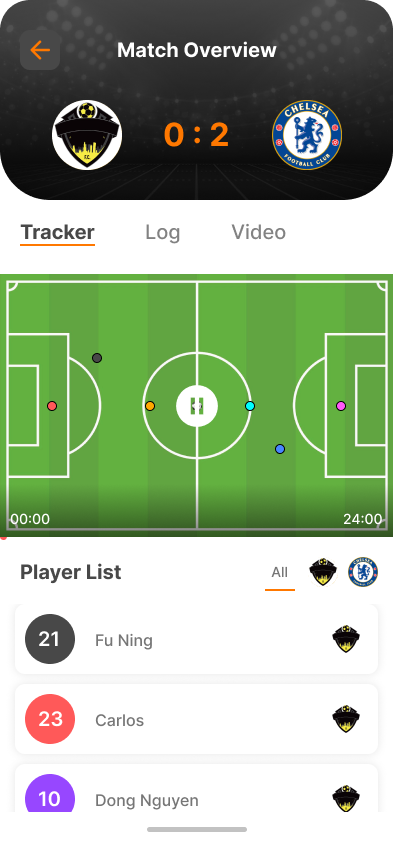 Match Overview
0 : 2
CHELSEA
FOOTBALL CLUB
Tracker Log Video
00:00 24:00
Player List All
21 Fu Ning
23 Carlos
10 Dong Nguyen